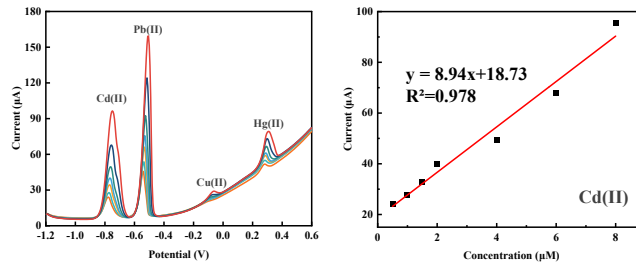 180
150
120
90
60
30
0
Current (μA)
Pb(II)
Cd(II)
Hg(II)
Cu(II)
-1.2 -1.0 -0.8 -0.6 -0.4 -0.2 0.0 0.2 0.4 0.6
Potential (V)
100
80
60
40
20
Current (μA)
y = 8.94x+18.73
R²=0.978
Cd(II)
0 2 4 6 8
Concentration (μM)